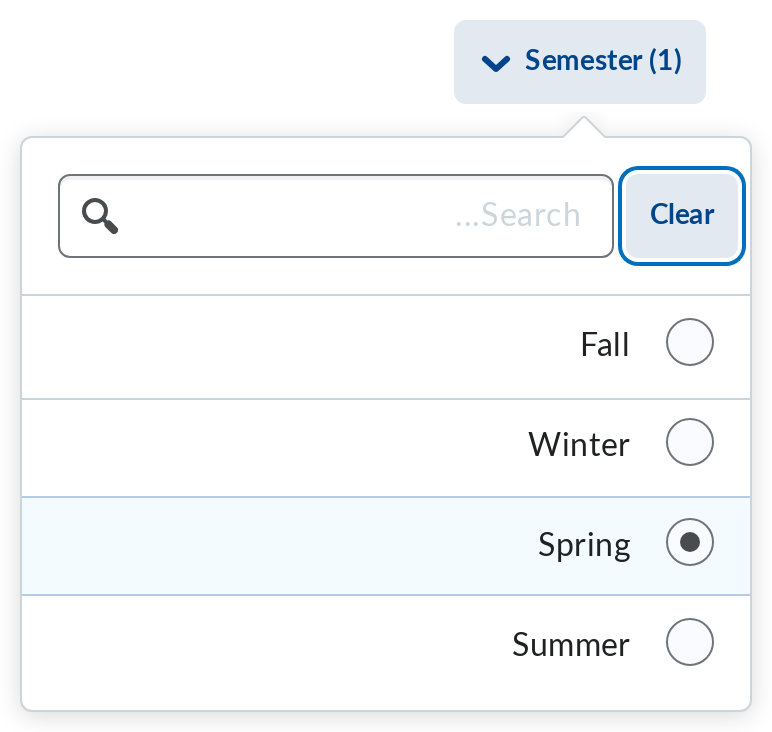 Semester (1)
...Search
Clear
Fall
Winter
Spring
Summer